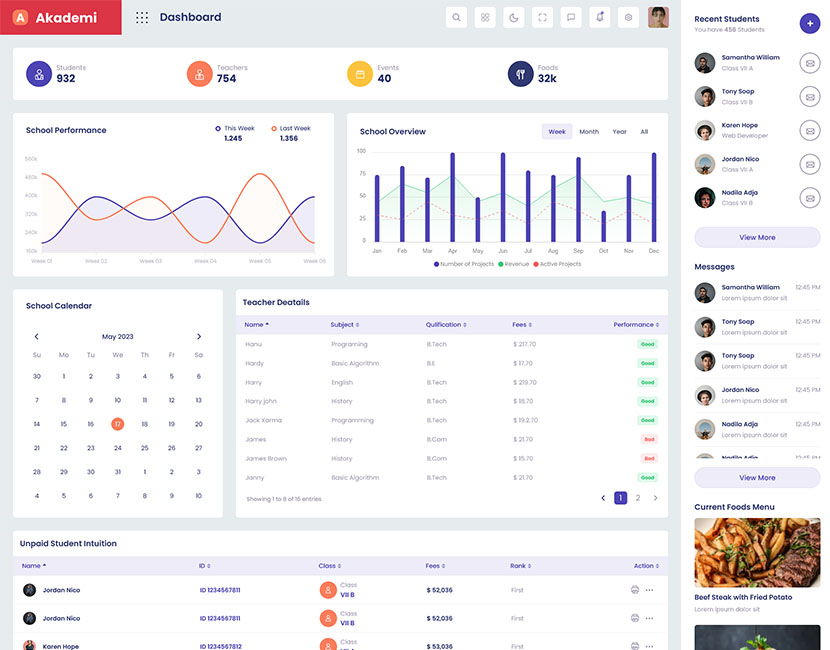 A Akademi
Dashboard
Students
932
Teachers
754
Events
40
Foods
32k
School Performance
This Week
1.245
Last Week
1.356
560k
480k
400k
320k
240k
160k
Week 01 Week 02 Week 03 Week 04 Week 05 Week 06
School Overview
Week Month Year All
100
75
50
25
0
Jan Feb Mar Apr May Jun Jul Aug Sep Oct Nov Dec
Number of Projects Revenue Active Projects
School Calendar
May 2023
Su Mo Tu We Th Fr Sa
30 1 2 3 4 5 6
7 8 9 10 11 12 13
14 15 16 17 18 19 20
21 22 23 24 25 26 27
28 29 30 31 1 2 3
4 5 6 7 8 9 10
Teacher Deatails
Name Subject Qulification Fees Performance
Hanu Programing B.Tech $ 217.70 Good
Hardy Basic Algorithm B.E $ 17.70 Good
Harry English B.Tech $ 219.70 Good
Harry john History B.Tech $ 18.70 Good
Jack Xarma Programming B.Tech $ 19,2.70 Good
James History B.Com $ 21.70 Bad
James Brown History B.Com $ 15.70 Bad
Janny Basic Algorithm B.Tech $ 21.70 Good
Showing 1 to 8 of 16 entries
1 2
Unpaid Student Intuition
Name ID Class Fees Rank Action
Jordan Nico ID 1234567811 Class VII B $ 52,036 First
Jordan Nico ID 1234567811 Class VII B $ 52,036 First
Karen Hope ID 1234567812 Class $ 53,036 First
Recent Students
You have 456 Students
Samantha William
Class VII A
Tony Soap
Class VII B
Karen Hope
Web Developer
Jordan Nico
Class VII A
Nadila Adja
Class VII B
View More
Messages
Samantha William 12:45 PM
Lorem ipsum dolor sit
Tony Soap 12:45 PM
Lorem ipsum dolor sit
Tony Soap 12:45 PM
Lorem ipsum dolor sit
Jordan Nico 12:45 PM
Lorem ipsum dolor sit
Nadila Adja 12:45 PM
Lorem ipsum dolor sit
Nadila Adja 12:45 PM
View More
Current Foods Menu
Beef Steak with Fried Potato
Lorem ipsum dolor sit